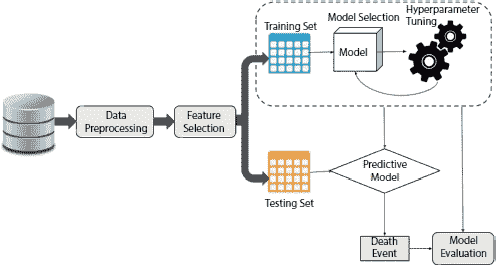 Training Set
Model Selection
Hyperparameter
Tuning
Model
Data
Preprocessing
Feature
Selection
Testing Set
Predictive
Model
Death
Event
Model
Evaluation